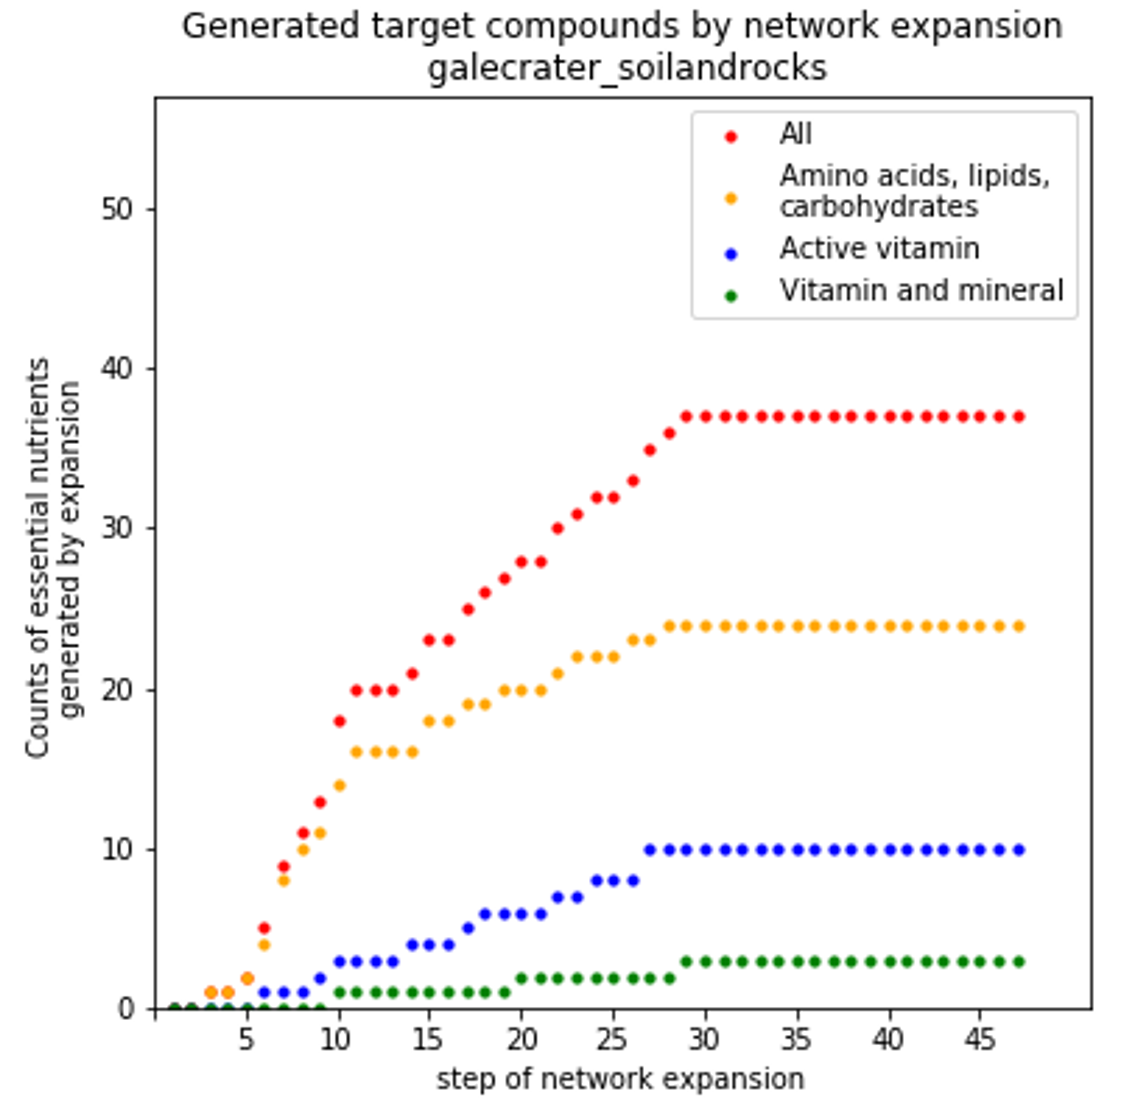 Generated target compounds by network expansion
galecrater_soilandrocks
All
Amino acids, lipids,
carbohydrates
Active vitamin
Vitamin and mineral
Counts of essential nutrients
generated by expansion
50
40
30
20
10
0
5 10 15 20 25 30 35 40 45
step of network expansion